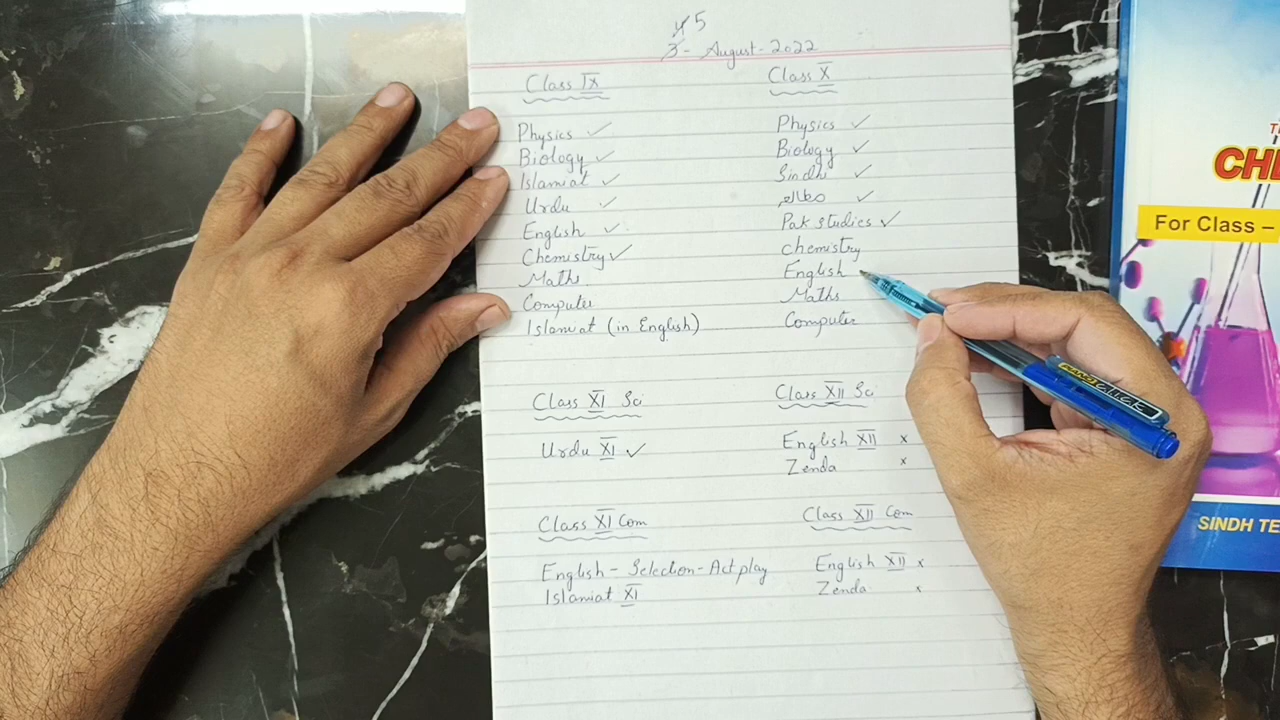 5
3- August-2022
Class IX
Physics ✓
Biology ✓
Islamiat ✓
Urdu ✓
English ✓
Chemistry ✓
Maths
Computer
Islamiat (in English)
Class X
Physics ✓
Biology ✓
Sindhi ✓
✓
Pak studies ✓
Chemistry
English
Maths
Computer
Class XI Sci
Urdu XI ✓
Class XII Sci
English XII x
Zenda x
Class XI Com
English - Selection - Act play
Islamiat XI
Class XII Com
English XII x
Zenda x
For Class –
SINDH TE